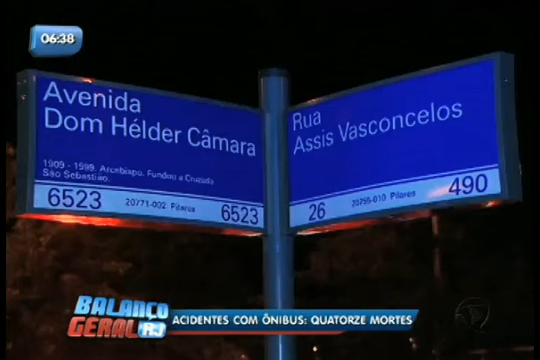 06:38
Avenida
Dom Hélder Câmara
1909 - 1999. Arcebispo. Fundou a Cruzada
São Sebastião.
6523 20771-002 Pilares 6523
Rua
Assis Vasconcelos
26 20755-010 Pilares 490
BALANÇO
GERAL RJ
ACIDENTES COM ÔNIBUS: QUATORZE MORTES